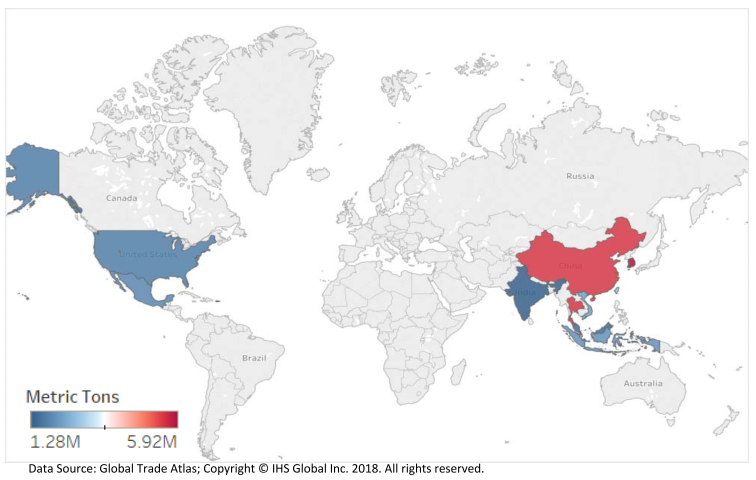 Russia
Canada
United States
China
India
Brazil
Australia
Metric Tons
1.28M 5.92M
Data Source: Global Trade Atlas; Copyright © IHS Global Inc. 2018. All rights reserved.